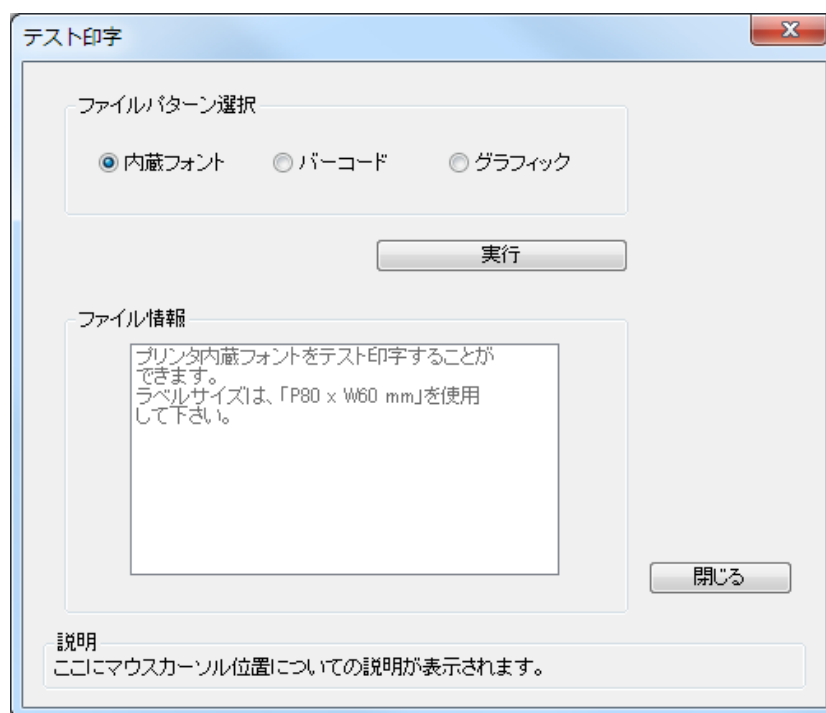 テスト印字
ファイルパターン選択
内蔵フォント バーコード グラフィック
実行
ファイル情報
プリンタ内蔵フォントをテスト印字することが
できます。
ラベルサイズは、「P80 x W60 mm」を使用
して下さい。
閉じる
説明
ここにマウスカーソル位置についての説明が表示されます。